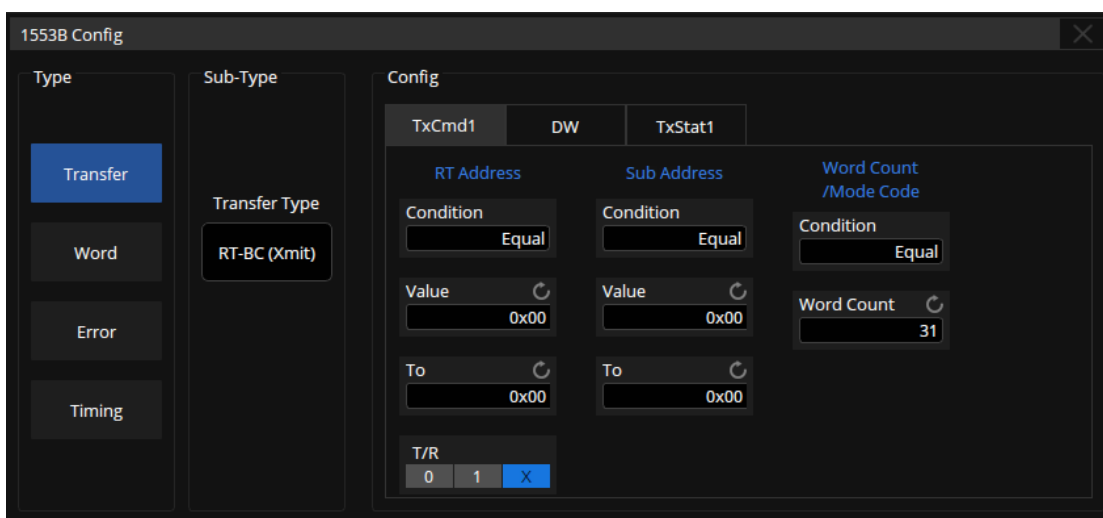 1553B Config
Type
Transfer
Word
Error
Timing
Sub-Type
Transfer Type
RT-BC (Xmit)
Config
TxCmd1 DW TxStat1
RT Address
Condition
Equal
Value
0x00
To
0x00
T/R
0 1 X
Sub Address
Condition
Equal
Value
0x00
To
0x00
Word Count
/Mode Code
Condition
Equal
Word Count
31